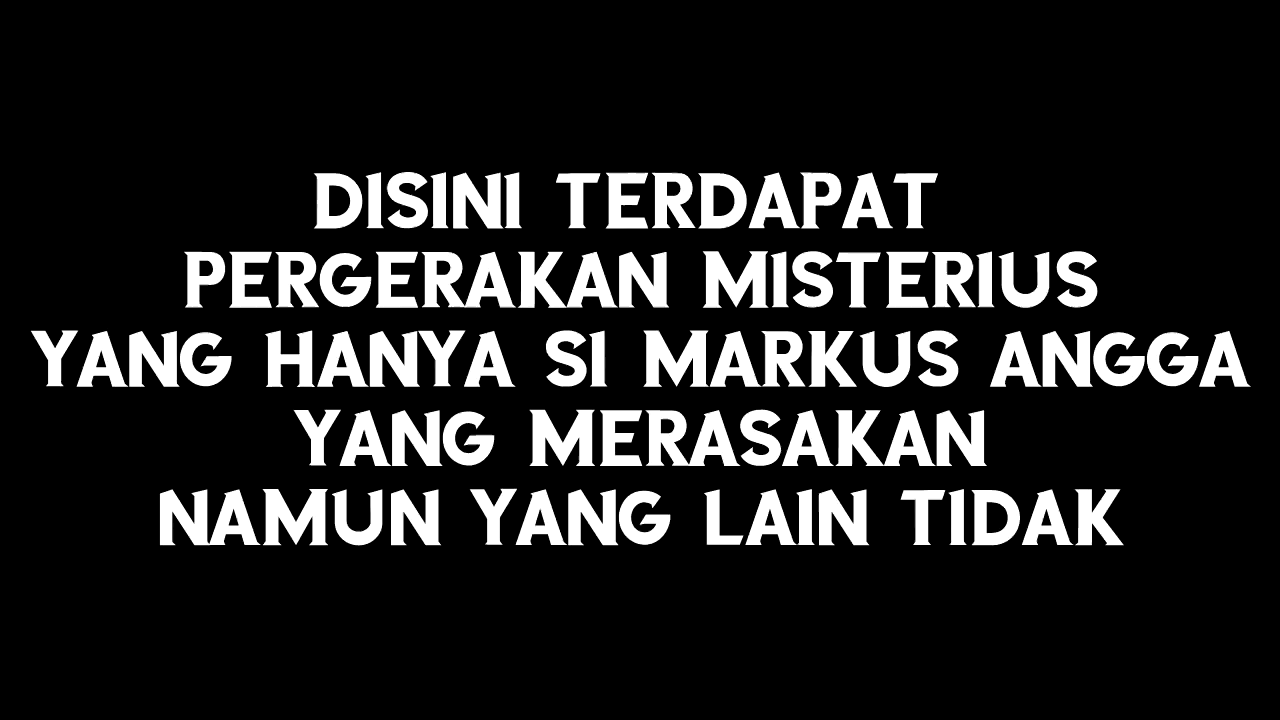 DISINI TERDAPAT
PERGERAKAN MISTERIUS
YANG HANYA SI MARKUS ANGGA
YANG MERASAKAN
NAMUN YANG LAIN TIDAK